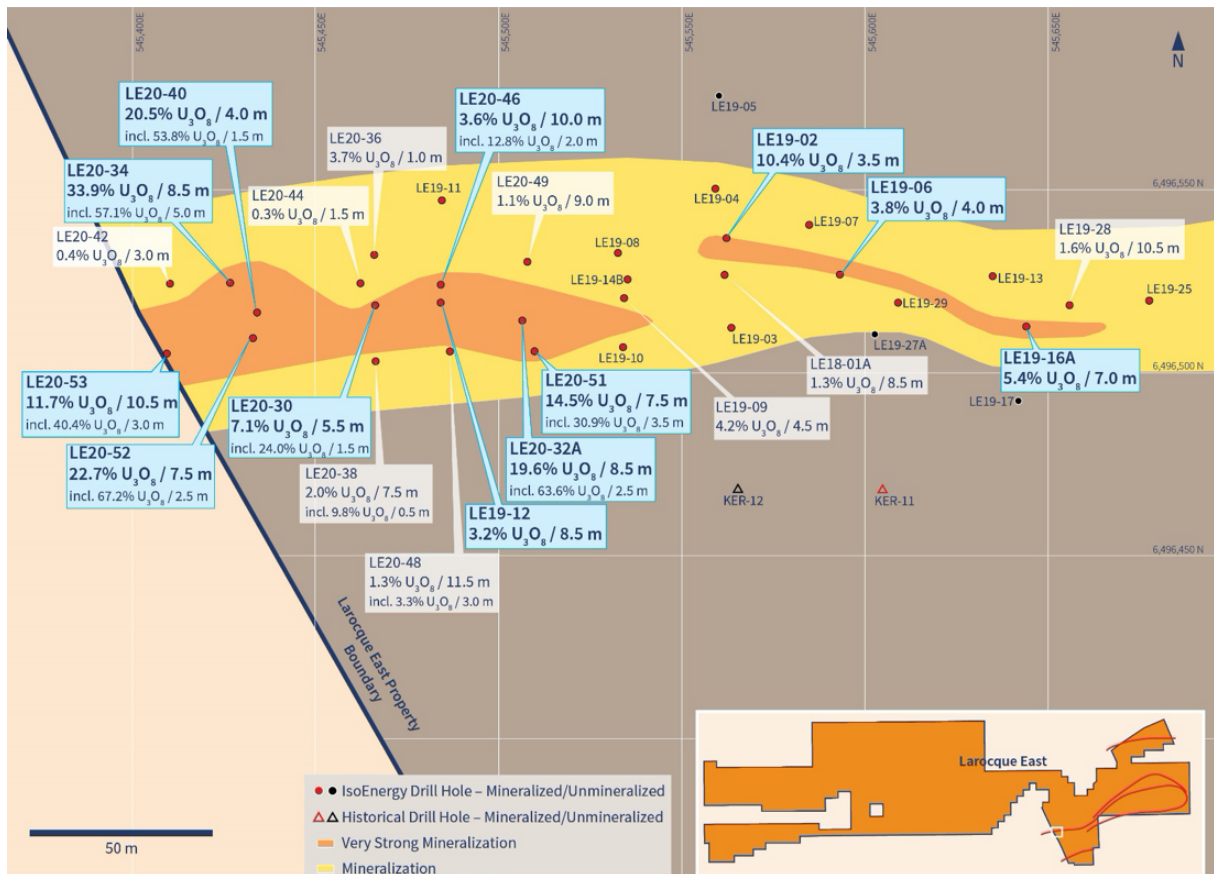 545,400E
545,450E
545,500E
545,550E
545,600E
545,650E
N
LE20-40
20.5% U₃O₈ / 4.0 m
incl. 53.8% U₃O₈ / 1.5 m
LE20-46
3.6% U₃O₈ / 10.0 m
incl. 12.8% U₃O₈ / 2.0 m
LE19-05
LE20-36
3.7% U₃O₈ / 1.0 m
LE19-02
10.4% U₃O₈ / 3.5 m
LE20-34
33.9% U₃O₈ / 8.5 m
incl. 57.1% U₃O₈ / 5.0 m
LE20-44
0.3% U₃O₈ / 1.5 m
LE19-11
LE20-49
1.1% U₃O₈ / 9.0 m
LE19-04
LE19-06
3.8% U₃O₈ / 4.0 m
6,496,550 N
LE20-42
0.4% U₃O₈ / 3.0 m
LE19-08
LE19-07
LE19-28
1.6% U₃O₈ / 10.5 m
LE19-14B
LE19-13
LE19-25
LE19-29
LE19-03
LE19-27A
LE19-10
LE18-01A
1.3% U₃O₈ / 8.5 m
LE19-16A
5.4% U₃O₈ / 7.0 m
6,496,500 N
LE20-53
11.7% U₃O₈ / 10.5 m
incl. 40.4% U₃O₈ / 3.0 m
LE20-30
7.1% U₃O₈ / 5.5 m
incl. 24.0% U₃O₈ / 1.5 m
LE20-51
14.5% U₃O₈ / 7.5 m
incl. 30.9% U₃O₈ / 3.5 m
LE19-09
4.2% U₃O₈ / 4.5 m
LE19-17
LE20-52
22.7% U₃O₈ / 7.5 m
incl. 67.2% U₃O₈ / 2.5 m
LE20-38
2.0% U₃O₈ / 7.5 m
incl. 9.8% U₃O₈ / 0.5 m
LE20-32A
19.6% U₃O₈ / 8.5 m
incl. 63.6% U₃O₈ / 2.5 m
LE19-12
3.2% U₃O₈ / 8.5 m
KER-12
KER-11
6,496,450 N
LE20-48
1.3% U₃O₈ / 11.5 m
incl. 3.3% U₃O₈ / 3.0 m
Larocque East Property
Boundary
Larocque East
IsoEnergy Drill Hole – Mineralized/Unmineralized
Historical Drill Hole – Mineralized/Unmineralized
Very Strong Mineralization
Mineralization
50 m